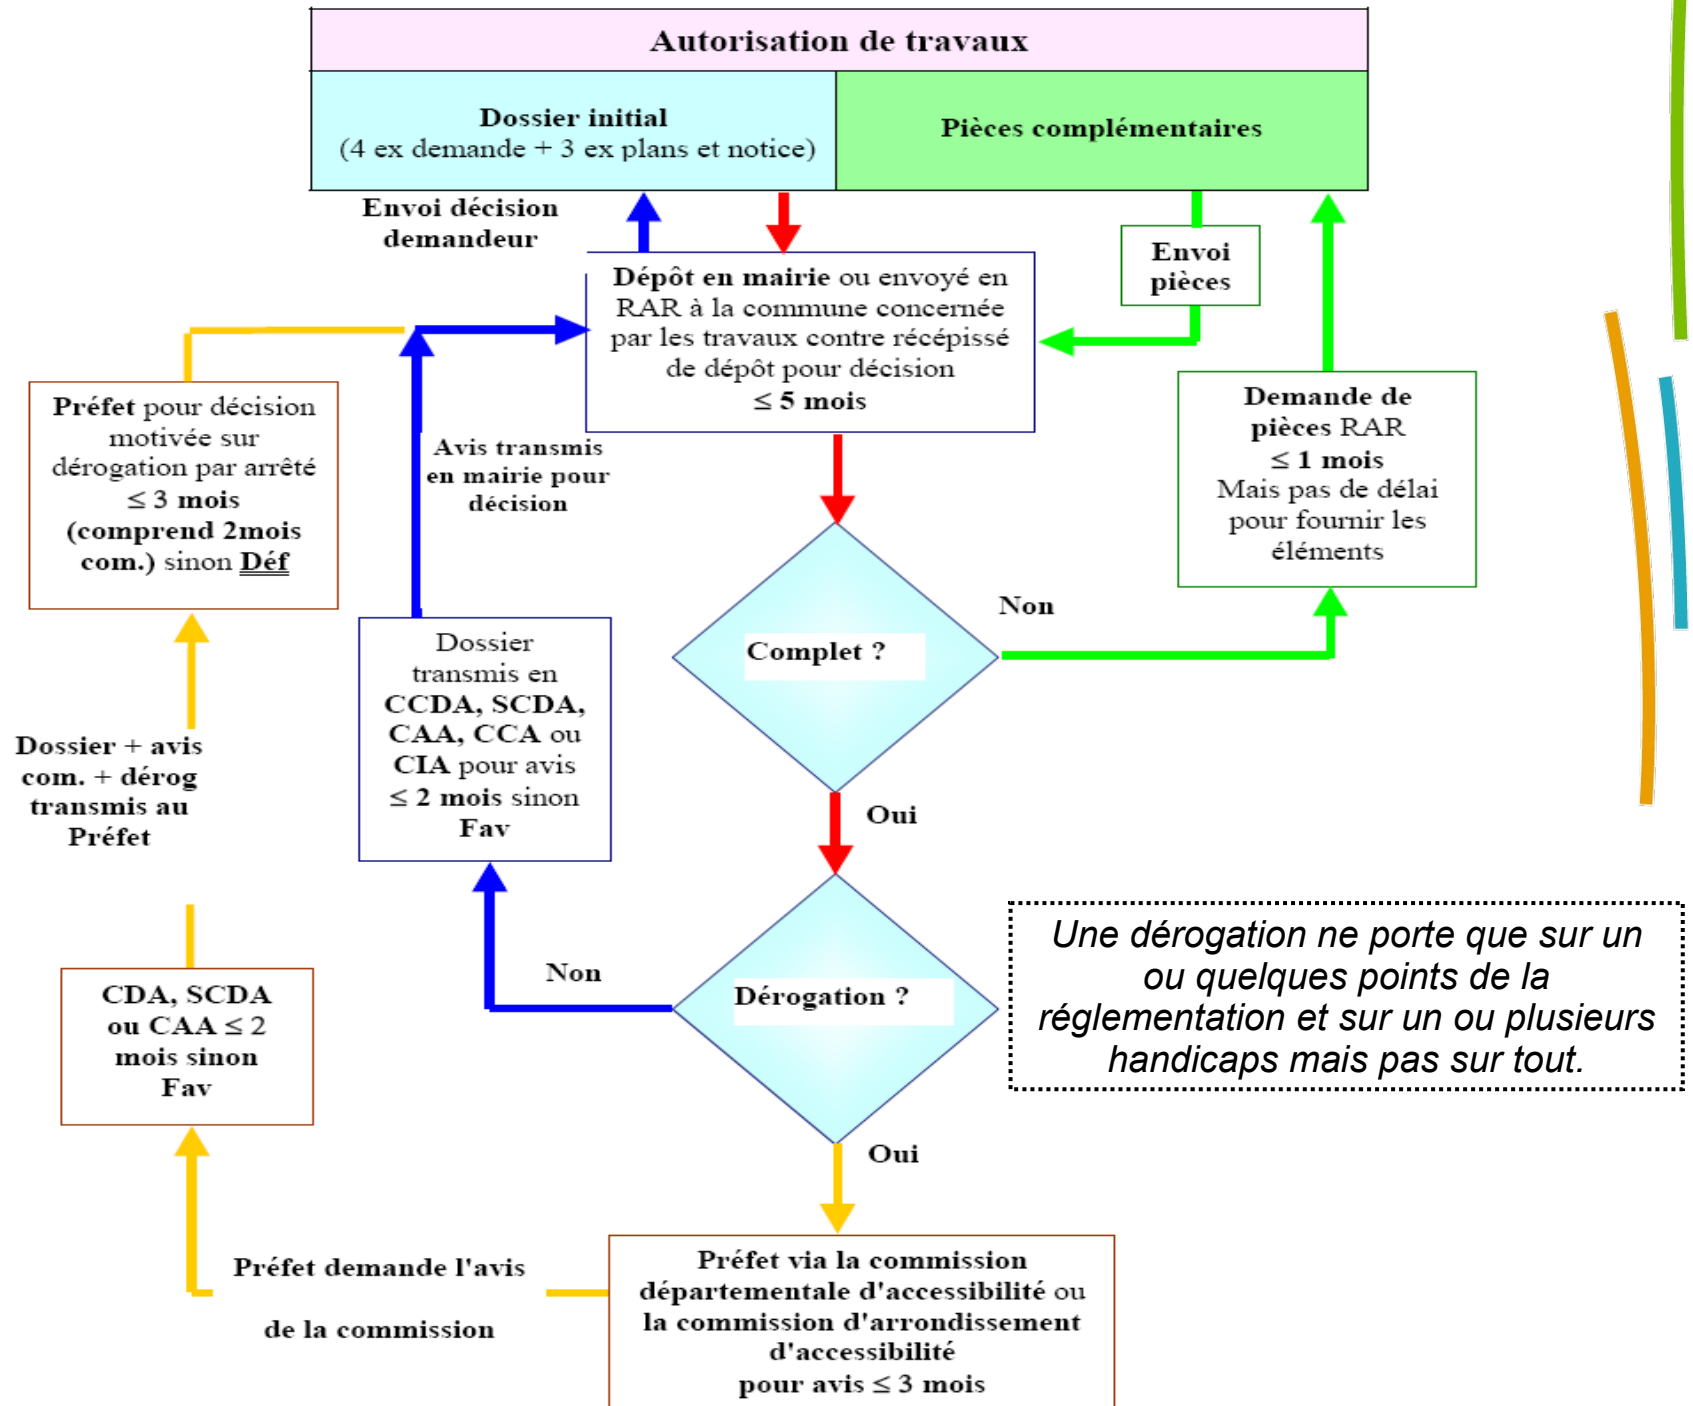 Autorisation de travaux
Dossier initial
(4 ex demande + 3 ex plans et notice)
Pièces complémentaires
Envoi décision
demandeur
Envoi
pièces
Dépôt en mairie ou envoyé en
RAR à la commune concernée
par les travaux contre récépissé
de dépôt pour décision
≤ 5 mois
Préfet pour décision
motivée sur
dérogation par arrêté
≤ 3 mois
(comprend 2mois
com.) sinon Déf
Avis transmis
en mairie pour
décision
Demande de
pièces RAR
≤ 1 mois
Mais pas de délai
pour fournir les
éléments
Non
Complet ?
Dossier
transmis en
CCDA, SCDA,
CAA, CCA ou
CIA pour avis
≤ 2 mois sinon
Fav
Dossier + avis
com. + dérog
transmis au
Préfet
Oui
Une dérogation ne porte que sur un
ou quelques points de la
réglementation et sur un ou plusieurs
handicaps mais pas sur tout.
Non
Dérogation ?
CDA, SCDA
ou CAA ≤ 2
mois sinon
Fav
Oui
Préfet demande l'avis
de la commission
Préfet via la commission
départementale d'accessibilité ou
la commission d'arrondissement
d'accessibilité
pour avis ≤ 3 mois